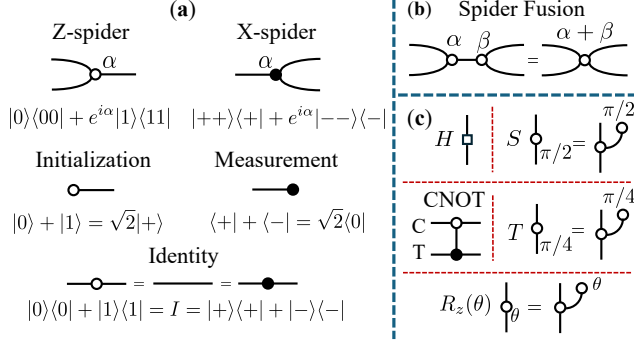 (a)
Z-spider
X-spider
α
α
|0⟩⟨00| + e^{iα}|1⟩⟨11|
|++⟩⟨+| + e^{iα}|−−⟩⟨−|
Initialization
Measurement
|0⟩ + |1⟩ = √2|+⟩
⟨+| + ⟨−| = √2⟨0|
Identity
= =
|0⟩⟨0| + |1⟩⟨1| = I = |+⟩⟨+| + |−⟩⟨−|
(b) Spider Fusion
α β = α + β
(c)
H
S π/2 = π/2
CNOT
C
T
T π/4 = π/4
R_z(θ) θ = θ